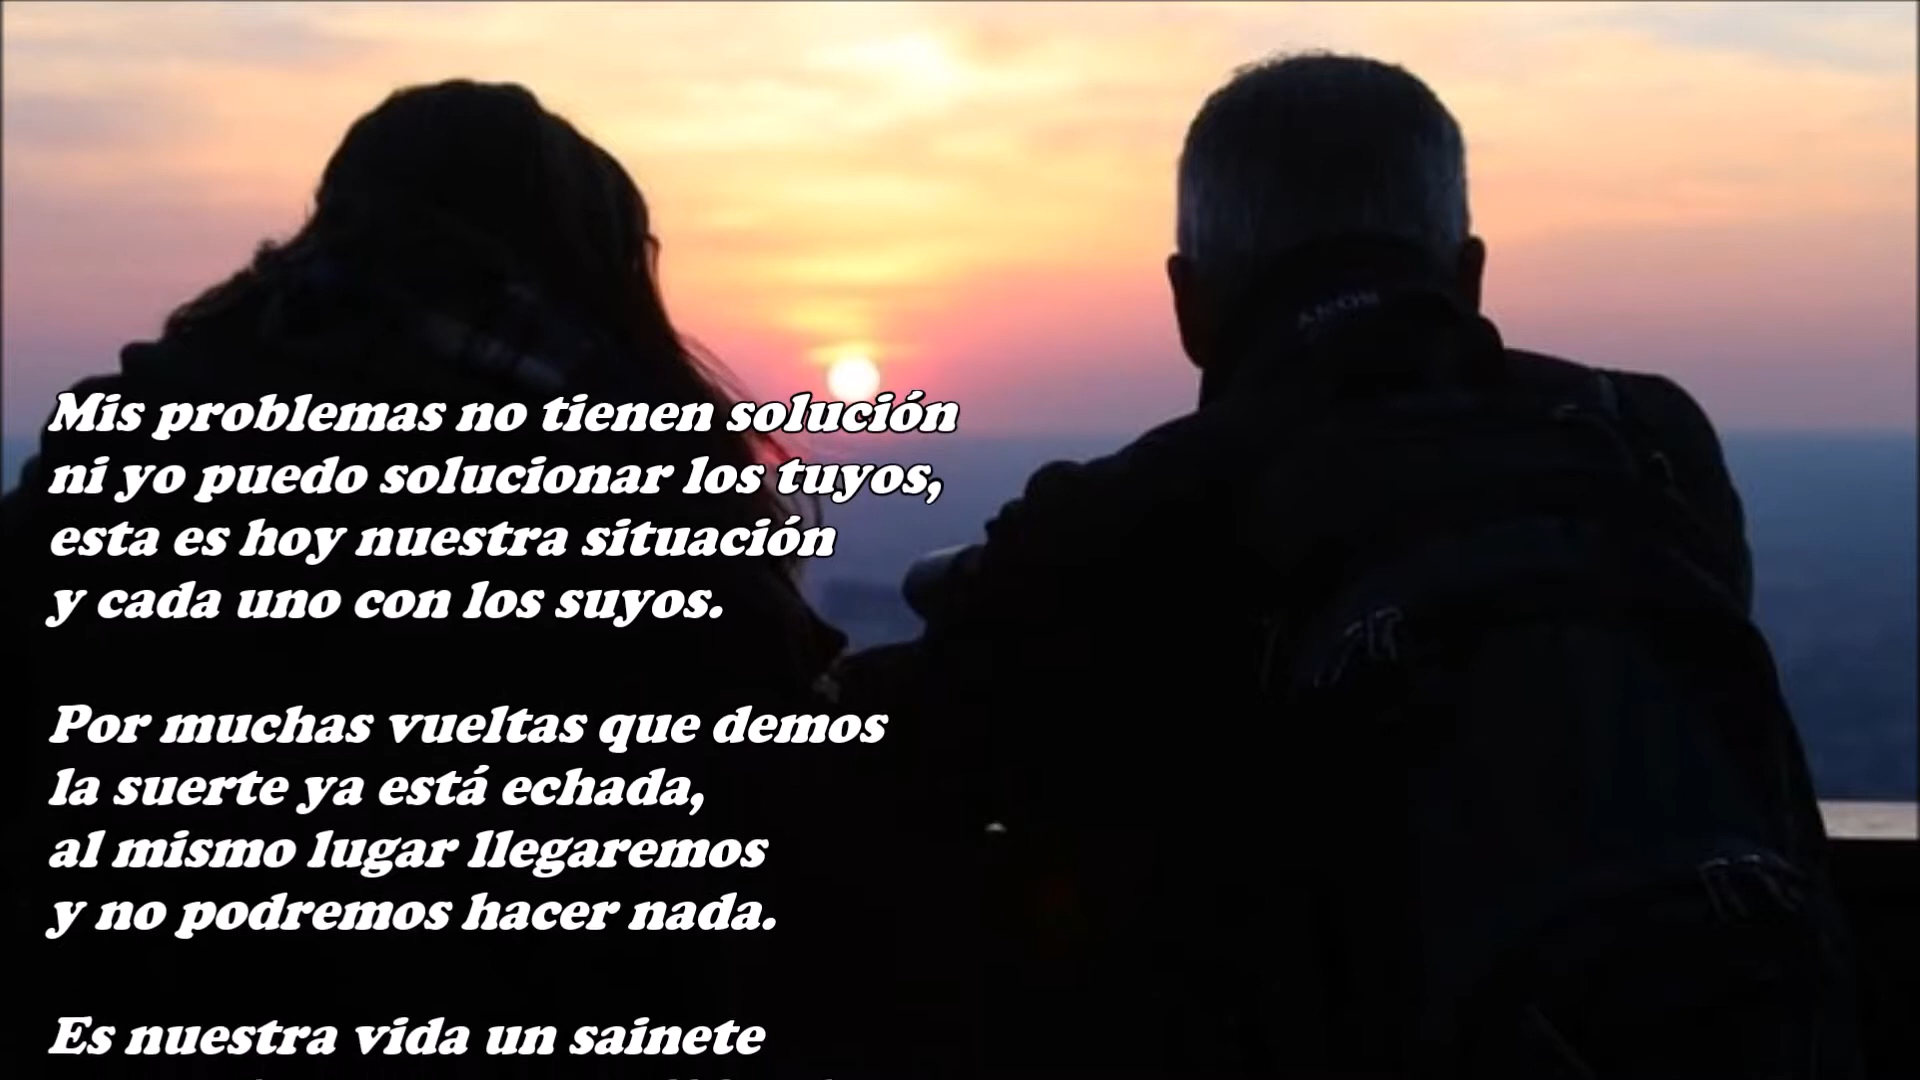 SONY
Mis problemas no tienen solución
ni yo puedo solucionar los tuyos,
esta es hoy nuestra situación
y cada uno con los suyos.
Por muchas vueltas que demos
la suerte ya está echada,
al mismo lugar llegaremos
y no podremos hacer nada.
Es nuestra vida un sainete